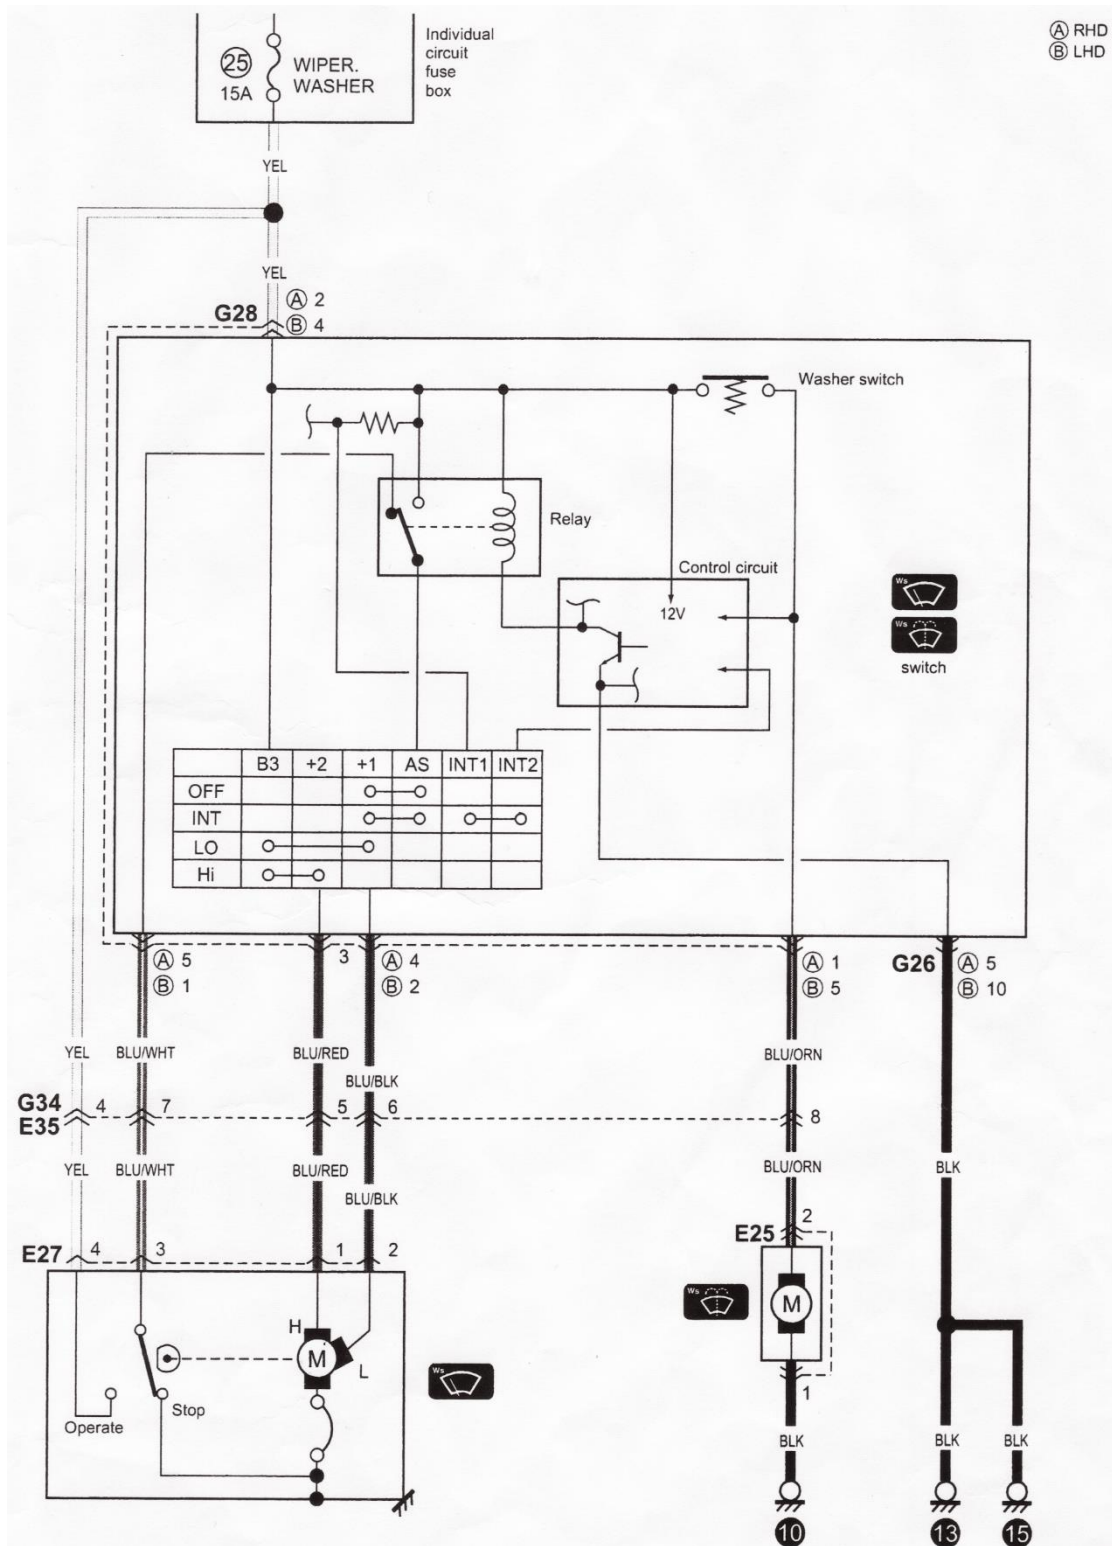 Individual
circuit
fuse
box
A RHD
B LHD
25
15A
WIPER.
WASHER
YEL
YEL
G28
A 2
B 4
Washer switch
Relay
Control circuit
12V
Ws
Ws
switch
B3 +2 +1 AS INT1 INT2
OFF
INT
LO
Hi
A 5
B 1
3
A 4
B 2
A 1
B 5
G26
A 5
B 10
YEL BLU/WHT BLU/RED BLU/BLK BLU/ORN
G34
E35
4 7 5 6 8
YEL BLU/WHT BLU/RED BLU/BLK BLU/ORN BLK
E27 4 3 1 2
E25 2
Ws
M
1
H
M
L
Ws
Operate
Stop
BLK BLK BLK
10 13 15